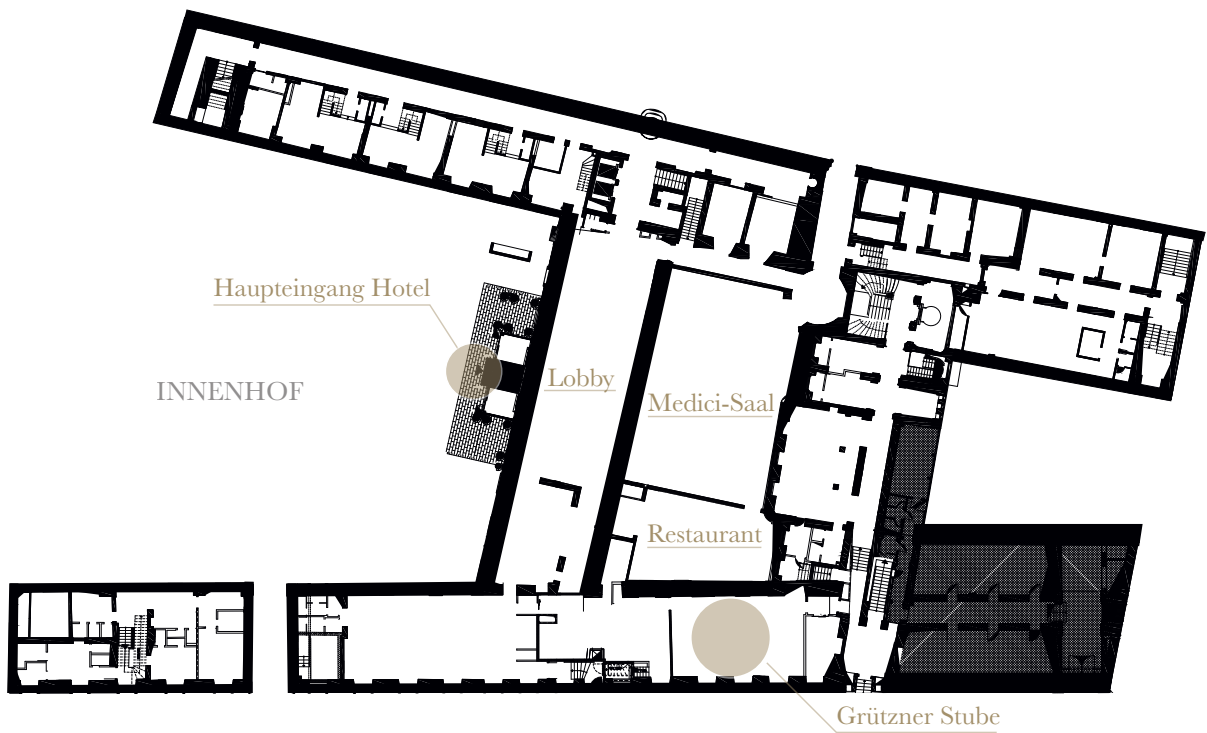 Haupteingang Hotel
INNENHOF
Lobby
Medici-Saal
Restaurant
Grützner Stube